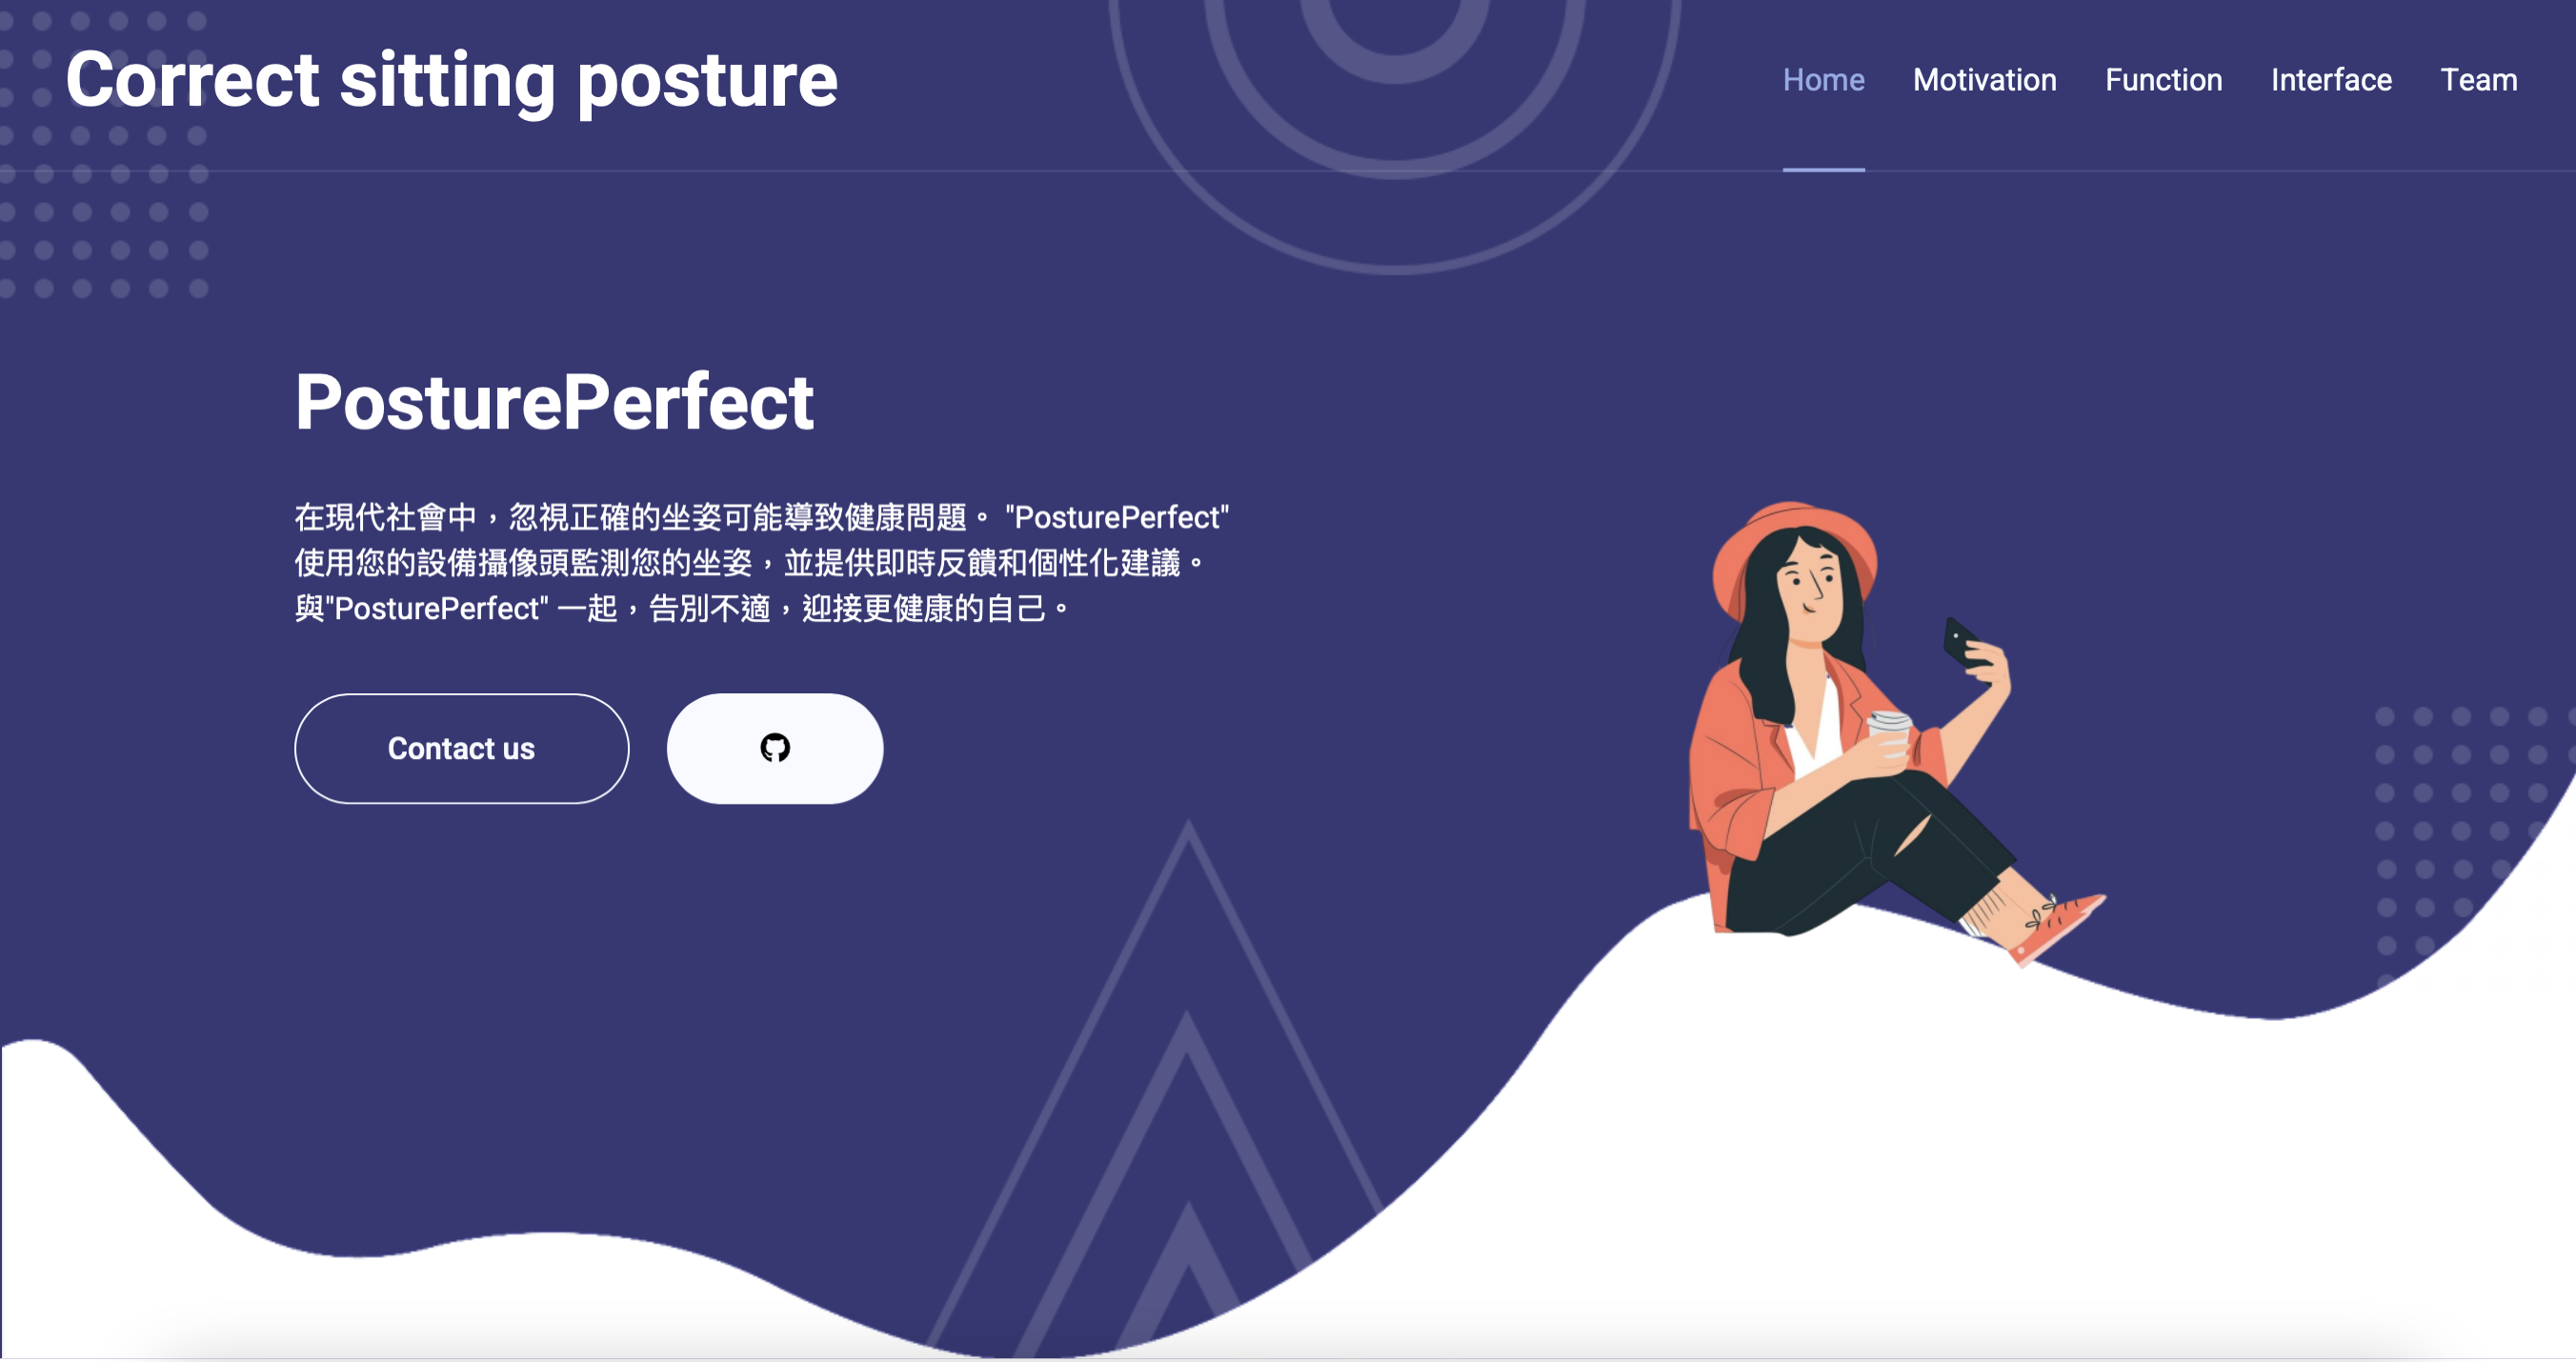 Correct sitting posture
Home Motivation Function Interface Team
PosturePerfect
在現代社會中，忽視正確的坐姿可能導致健康問題。 "PosturePerfect"
使用您的設備攝像頭監測您的坐姿，並提供即時反饋和個性化建議。
與"PosturePerfect" 一起，告別不適，迎接更健康的自己。
Contact us